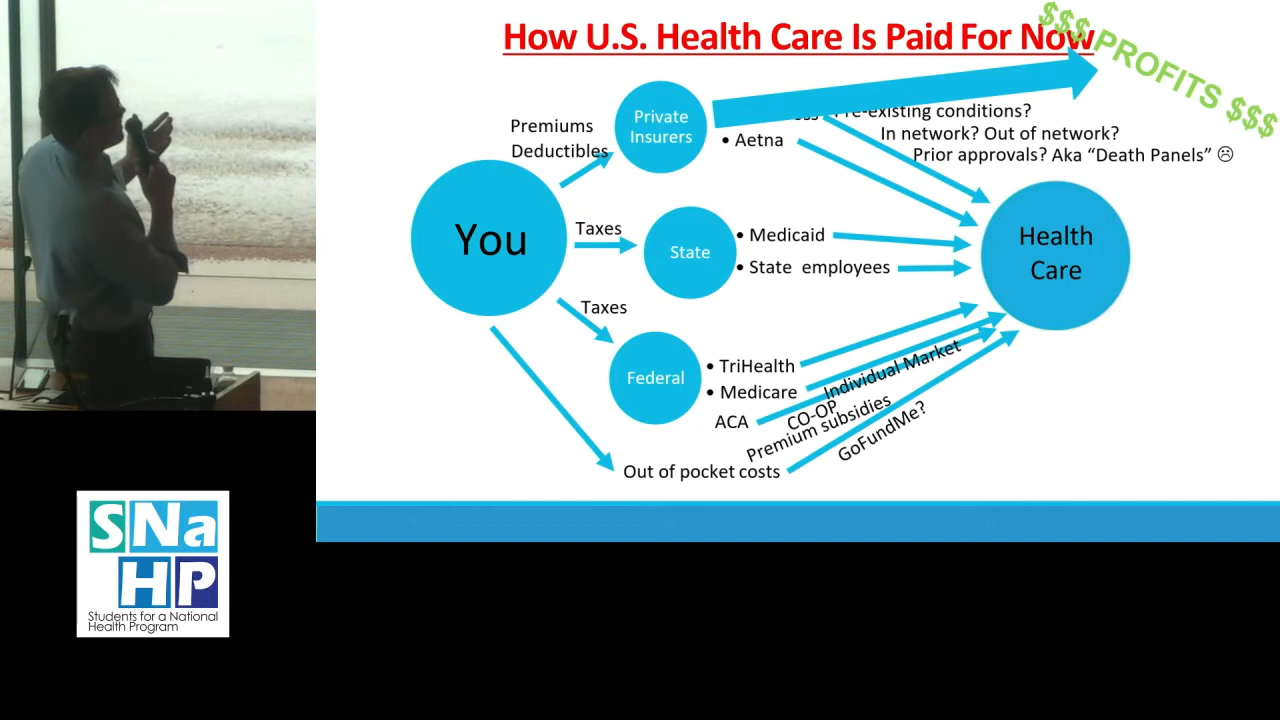 How U.S. Health Care Is Paid For Now
$$$ PROFITS $$$
Premiums
Deductibles
Private
Insurers
Pre-existing conditions?
• Aetna
In network? Out of network?
Prior approvals? Aka “Death Panels” ☹
You
Taxes
State
• Medicaid
• State employees
Health
Care
Taxes
Federal
• TriHealth
• Medicare
ACA
Individual Market
CO-OP
Premium subsidies
GoFundMe?
Out of pocket costs
SNa
HP
Students for a National
Health Program